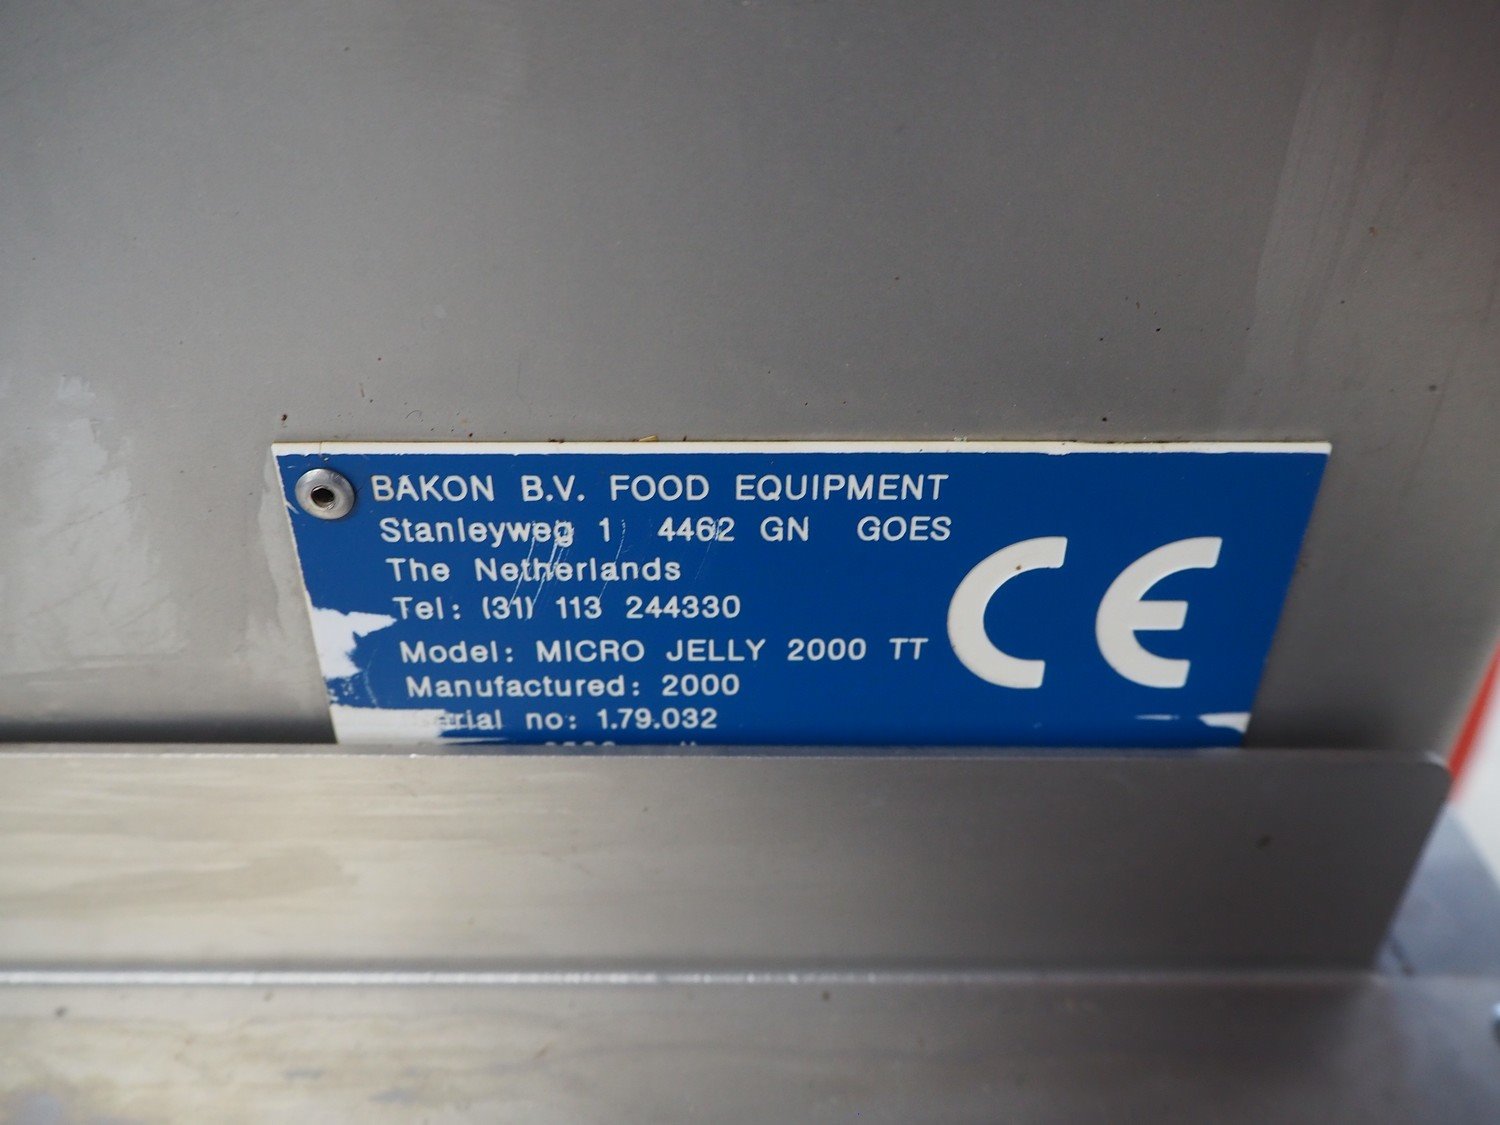 BAKON B.V. FOOD EQUIPMENT
Stanleyweg 1 4462 GN GOES
The Netherlands
Tel: (31) 113 244330
Model: MICRO JELLY 2000 TT
Manufactured: 2000
Serial no: 1.79.032
CE